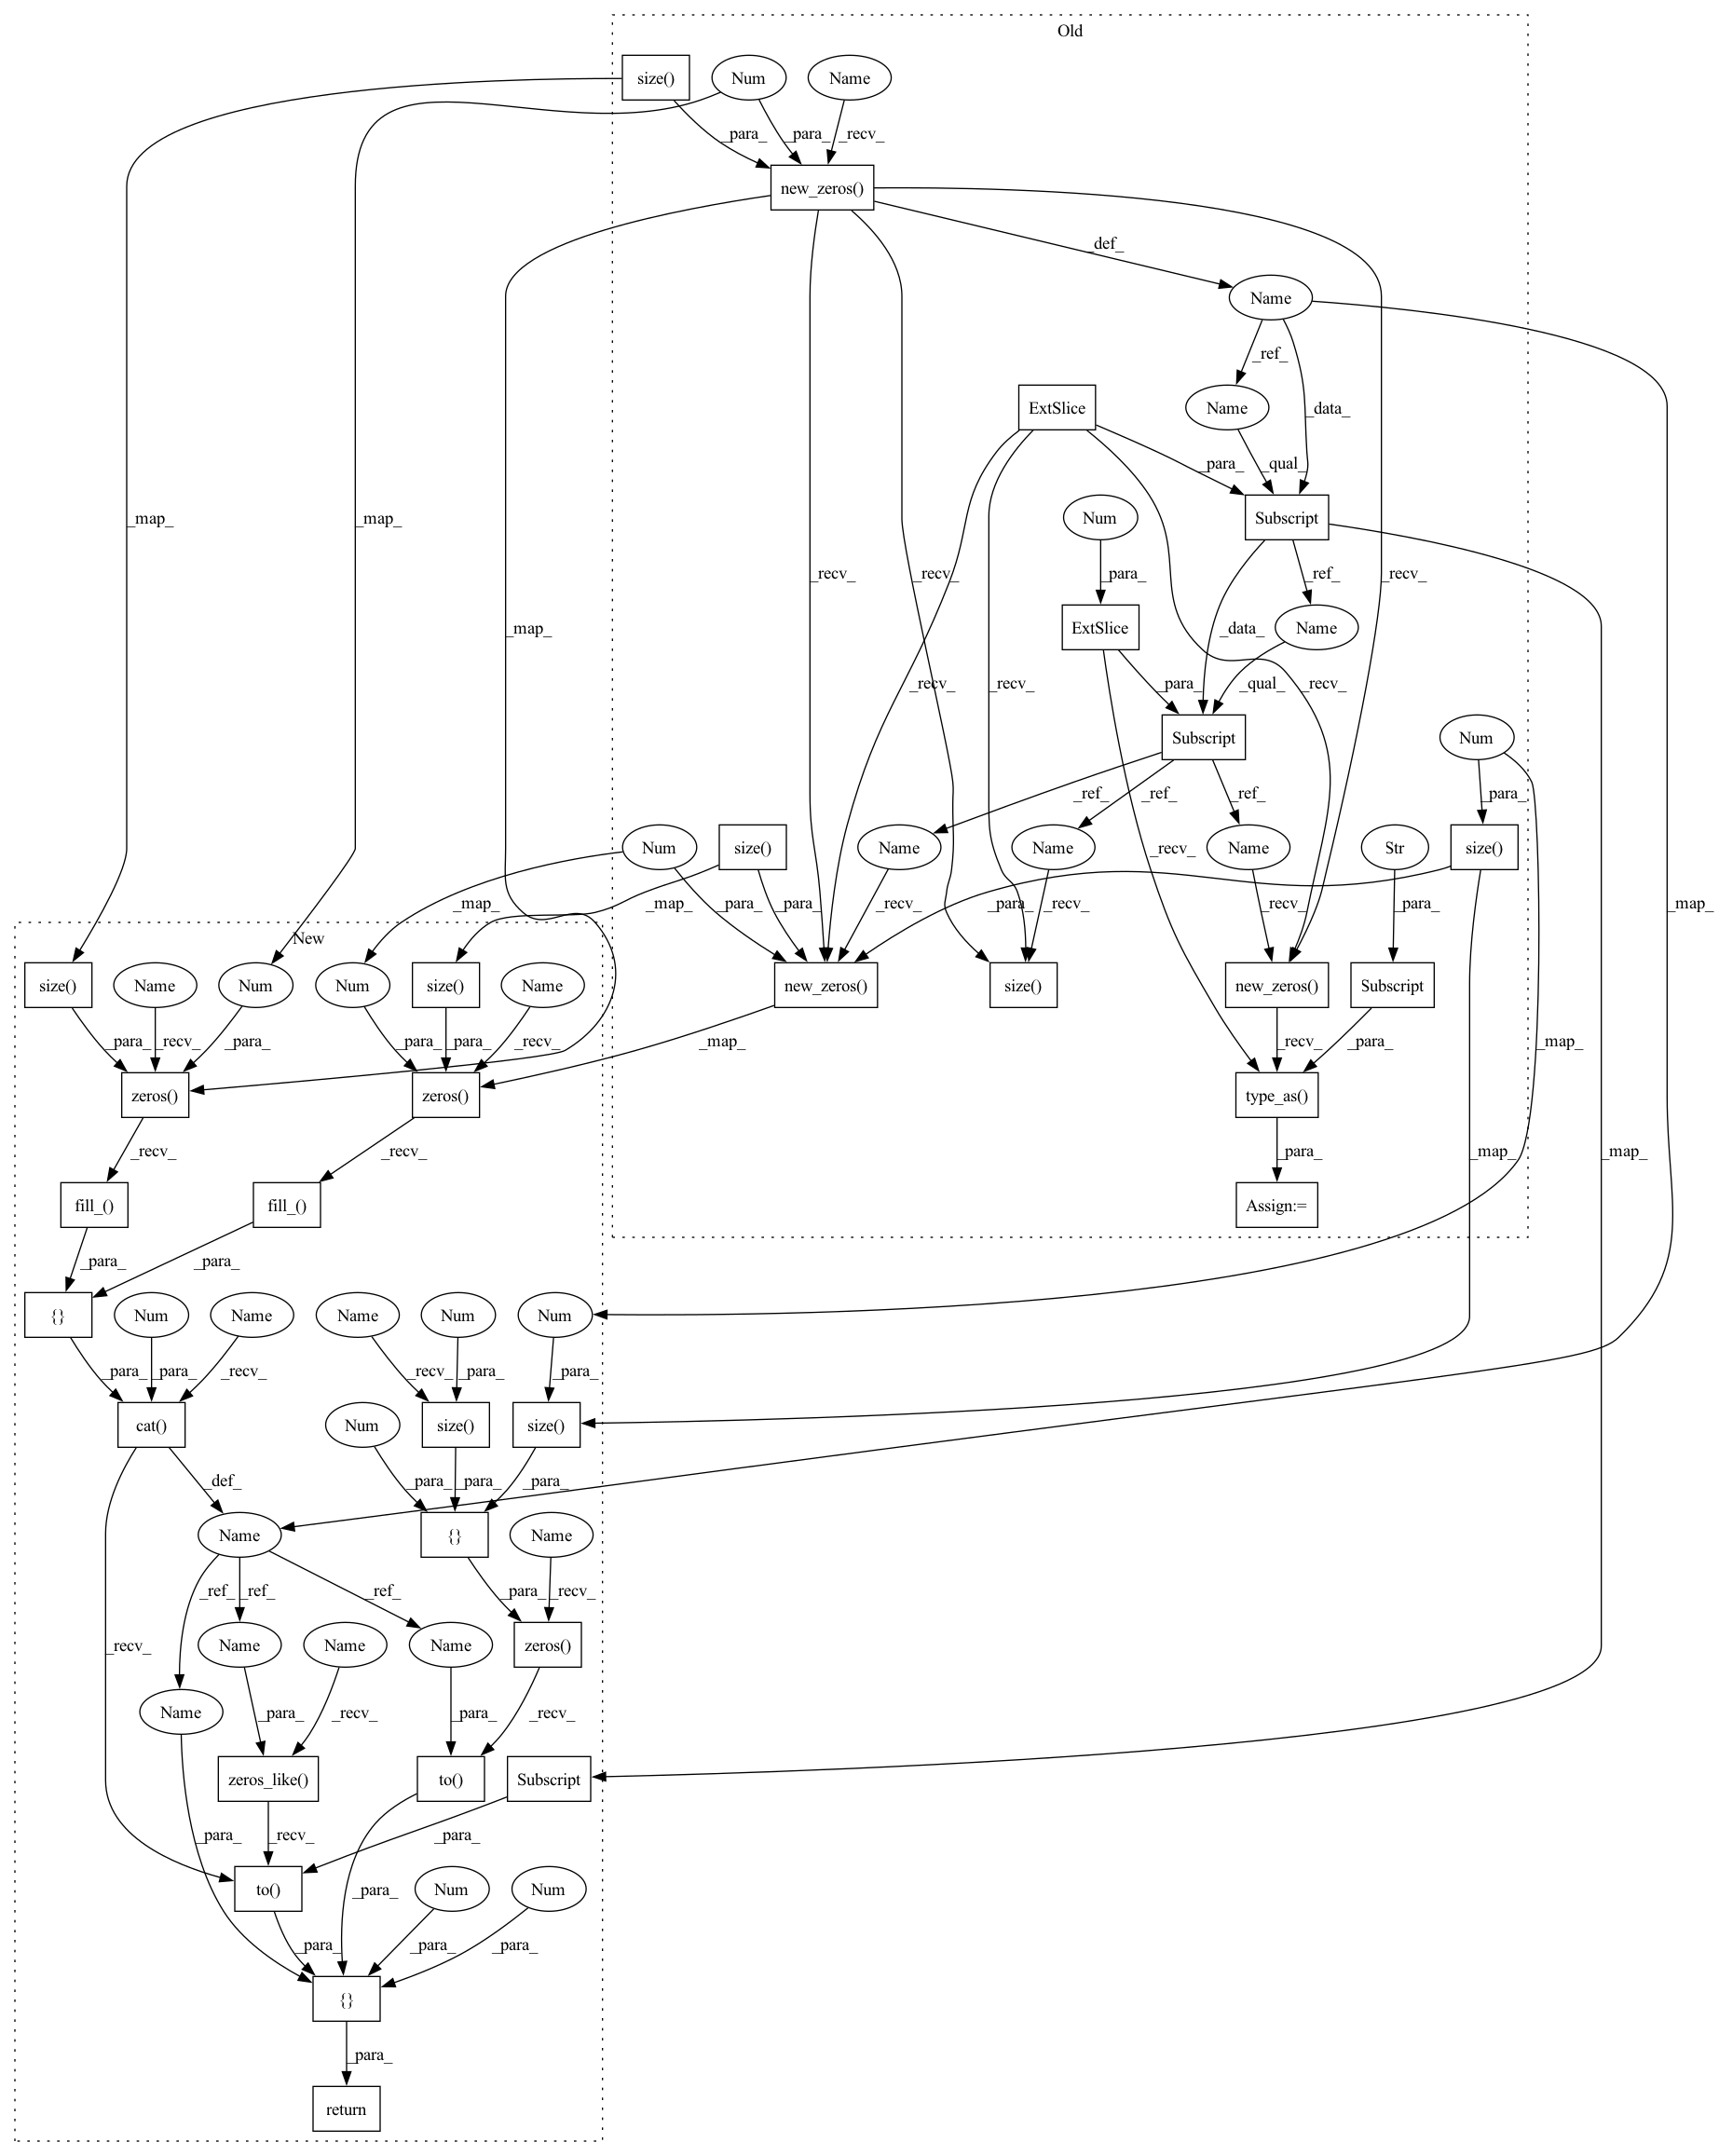 Old
size()
Num
Name
_para_
_para_
_recv_
new_zeros()
_def_
Name
_ref_
ExtSlice
Name
_data_
_para_
_qual_
Num
Subscript
_map_
_map_
_para_
_recv_
_recv_
_ref_
_recv_
ExtSlice
Name
_map_
_data_
_recv_
_recv_
_para_
_qual_
_recv_
Subscript
Num
_ref_
_ref_
_ref_
_para_
Num
size()
Name
Name
Name
Str
size()
_recv_
_map_
_map_
_para_
_para_
_recv_
_recv_
_para_
_recv_
_para_
_map_
New
size()
Name
Num
Num
size()
Name
new_zeros()
size()
new_zeros()
Subscript
_para_
_recv_
_para_
_para_
_para_
_recv_
_map_
_recv_
_para_
_map_
zeros()
zeros()
type_as()
_recv_
_recv_
_para_
_map_
_map_
fill_()
fill_()
Assign:=
_para_
_para_
{}
Num
Name
Name
Num
Num
_para_
_para_
_recv_
_recv_
_para_
_para_
cat()
Num
size()
size()
_def_
_para_
_para_
_para_
Name
{}
Name
_ref_
_ref_
_ref_
_para_
_recv_
_recv_
Name
Name
Name
zeros()
Name
_para_
_recv_
_para_
_recv_
zeros_like()
to()
Subscript
_para_
_recv_
_para_
to()
Num
Num
_para_
_para_
_para_
_para_
{}
_para_
return